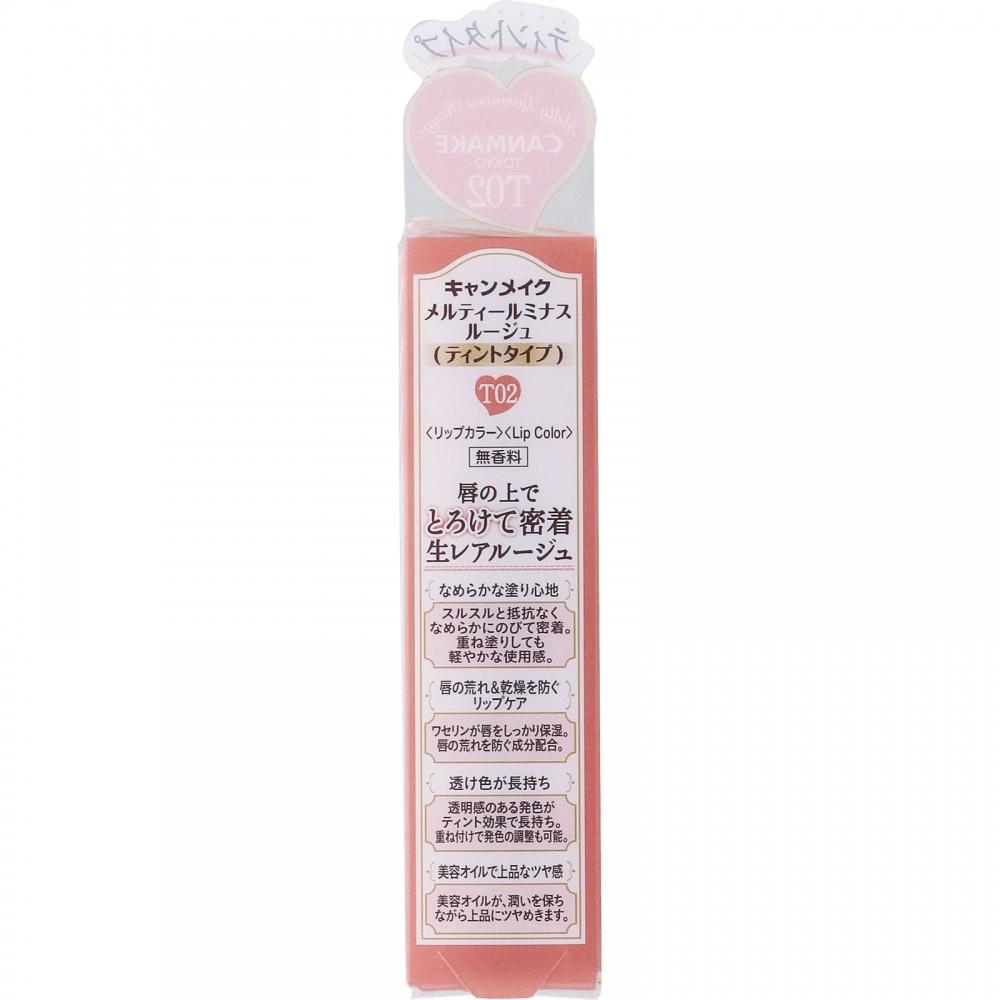 ティントタイプ
Melty Luminous Rouge
CANMAKE
TOKYO
T02
キャンメイク
メルティールミナス
ルージュ
(ティントタイプ)
T02
〈リップカラー〉〈Lip Color〉
無香料
唇の上で
とろけて密着
生レアルージュ
なめらかな塗り心地
スルスルと抵抗なく
なめらかにのびて密着。
重ね塗りしても
軽やかな使用感。
唇の荒れ&乾燥を防ぐ
リップケア
ワセリンが唇をしっかり保湿。
唇の荒れを防ぐ成分配合。
透け色が長持ち
透明感のある発色が
ティント効果で長持ち。
重ね付けで発色の調整も可能。
美容オイルで上品なツヤ感
美容オイルが、潤いを保ち
ながら上品にツヤめきます。